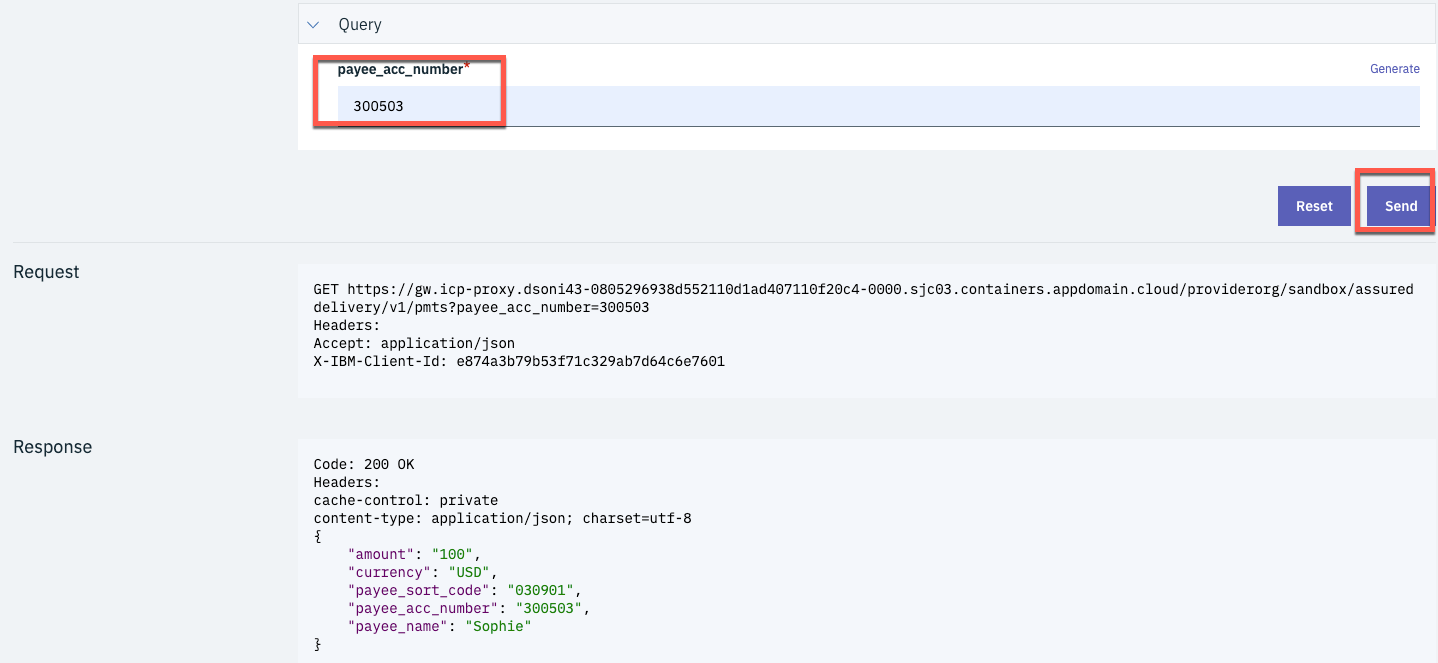 Query
payee_acc_number*
Generate
300503
Reset
Send
Request
GET https://gw.icp-proxy.dsoni43-0805296938d552110d1ad407110f20c4-0000.sjc03.containers.appdomain.cloud/providerorg/sandbox/assured
delivery/v1/pmts?payee_acc_number=300503
Headers:
Accept: application/json
X-IBM-Client-Id: e874a3b79b53f71c329ab7d64c6e7601
Response
Code: 200 OK
Headers:
cache-control: private
content-type: application/json; charset=utf-8
{
    "amount": "100",
    "currency": "USD",
    "payee_sort_code": "030901",
    "payee_acc_number": "300503",
    "payee_name": "Sophie"
}